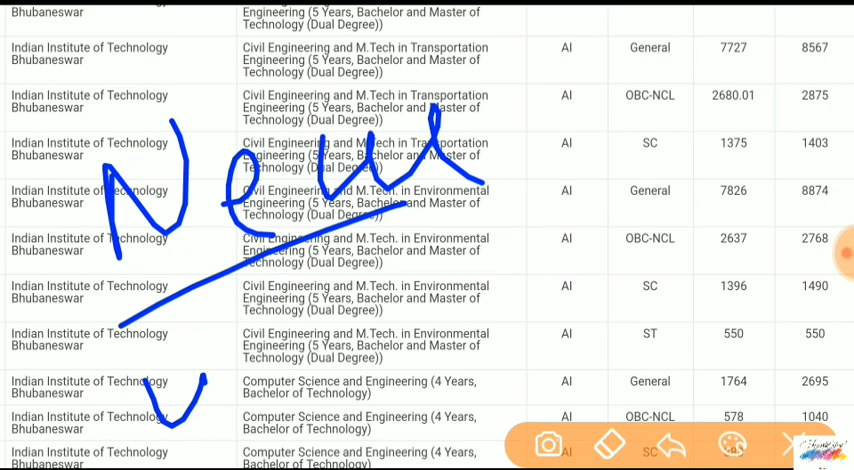 Bhubaneswar Engineering (5 Years, Bachelor and Master of
Technology (Dual Degree))
Indian Institute of Technology Civil Engineering and M.Tech in Transportation AI General 7727 8567
Bhubaneswar Engineering (5 Years, Bachelor and Master of
Technology (Dual Degree))
Indian Institute of Technology Civil Engineering and M.Tech in Transportation AI OBC-NCL 2680.01 2875
Bhubaneswar Engineering (5 Years, Bachelor and Master of
Technology (Dual Degree))
Indian Institute of Technology Civil Engineering and M.Tech in Transportation AI SC 1375 1403
Bhubaneswar Engineering (5 Years, Bachelor and Master of
Technology (Dual Degree))
Indian Institute of Technology Civil Engineering and M.Tech. in Environmental AI General 7826 8874
Bhubaneswar Engineering (5 Years, Bachelor and Master of
Technology (Dual Degree))
Indian Institute of Technology Civil Engineering and M.Tech. in Environmental AI OBC-NCL 2637 2768
Bhubaneswar Engineering (5 Years, Bachelor and Master of
Technology (Dual Degree))
Indian Institute of Technology Civil Engineering and M.Tech. in Environmental AI SC 1396 1490
Bhubaneswar Engineering (5 Years, Bachelor and Master of
Technology (Dual Degree))
Indian Institute of Technology Civil Engineering and M.Tech. in Environmental AI ST 550 550
Bhubaneswar Engineering (5 Years, Bachelor and Master of
Technology (Dual Degree))
Indian Institute of Technology Computer Science and Engineering (4 Years, AI General 1764 2695
Bhubaneswar Bachelor of Technology)
Indian Institute of Technology Computer Science and Engineering (4 Years, AI OBC-NCL 578 1040
Bhubaneswar Bachelor of Technology)
Indian Institute of Technology Computer Science and Engineering (4 Years, AI SC
Bhubaneswar Bachelor of Technology)